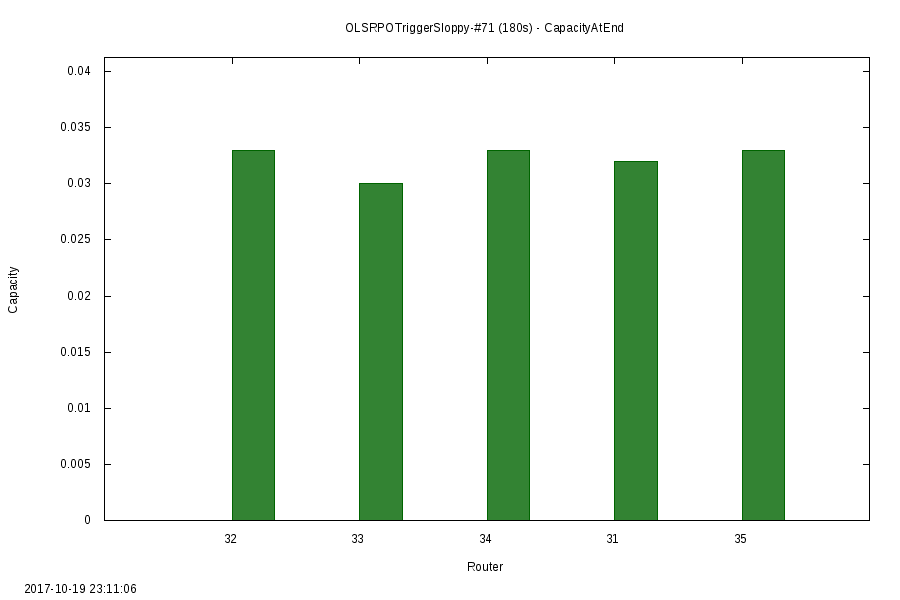 OLSRPOTriggerSloppy-#71 (180s) - CapacityAtEnd
0.04
0.035
0.03
0.025
0.02
0.015
0.01
0.005
0
Capacity
32 33 34 31 35
Router
2017-10-19 23:11:06